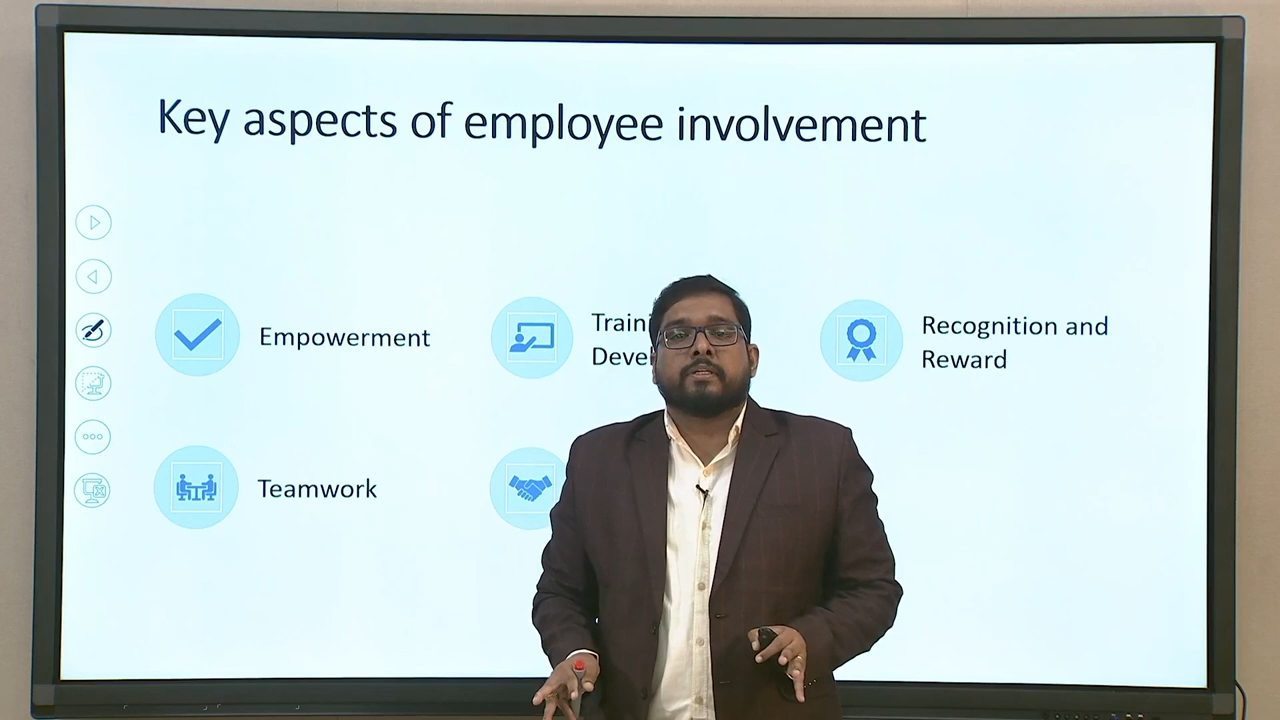 Key aspects of employee involvement
Empowerment
Recognition and
Reward
Teamwork